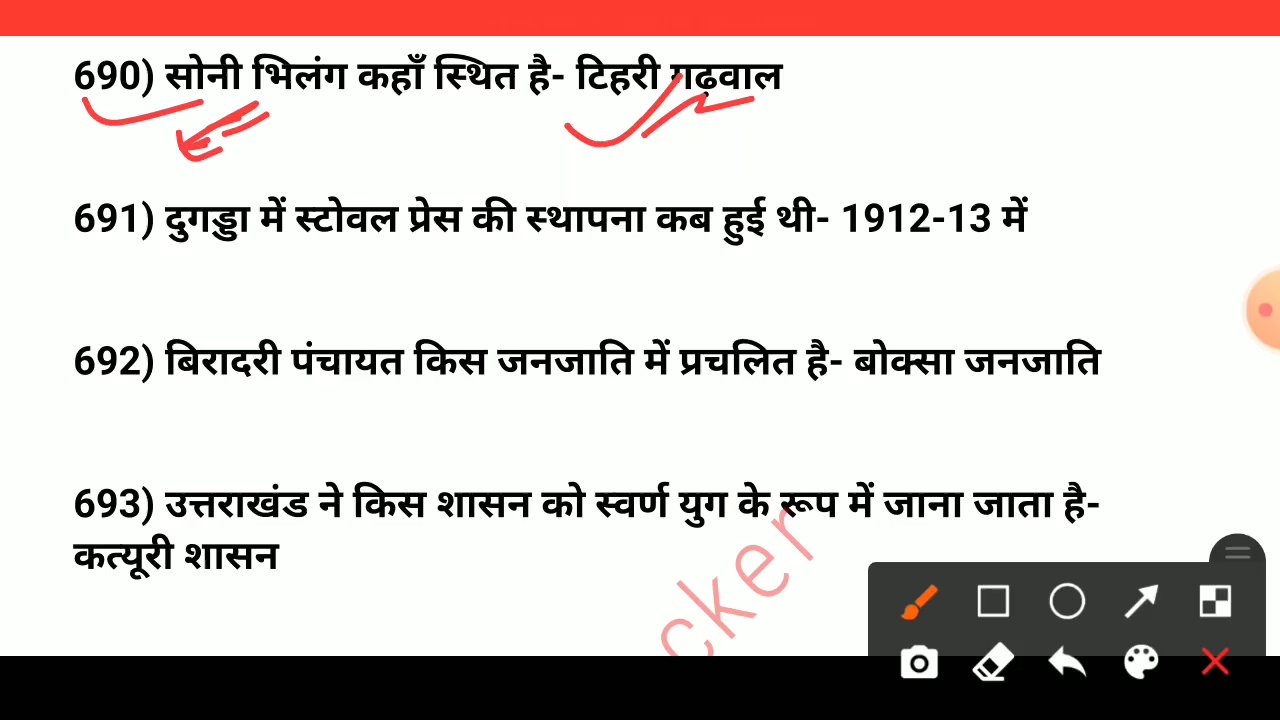 690) सोनी भिलंग कहाँ स्थित है- टिहरी गढ़वाल
691) दुगड्डा में स्टोवल प्रेस की स्थापना कब हुई थी- 1912-13 में
692) बिरादरी पंचायत किस जनजाति में प्रचलित है- बोक्सा जनजाति
693) उत्तराखंड ने किस शासन को स्वर्ण युग के रूप में जाना जाता है-
कत्यूरी शासन
cker